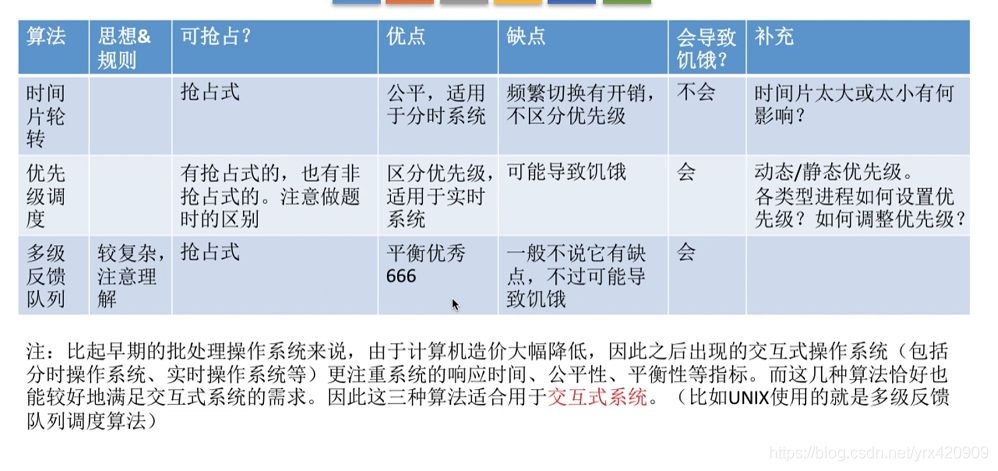 算法 思想& 可抢占？ 优点 缺点 会导致 补充
规则 饥饿？
时间 抢占式 公平，适用 频繁切换有开销， 不会 时间片太大或太小有何
片轮 于分时系统 不区分优先级 影响？
转
优先 有抢占式的，也有非 区分优先级， 可能导致饥饿 会 动态/静态优先级。
级调 抢占式的。注意做题 适用于实时 各类型进程如何设置优
度 时的区别 系统 先级？如何调整优先级？
多级 较复杂， 抢占式 平衡优秀 一般不说它有缺 会
反馈 注意理 666 点，不过可能导
队列 解 致饥饿
注：比起早期的批处理操作系统来说，由于计算机造价大幅降低，因此之后出现的交互式操作系统（包括
分时操作系统、实时操作系统等）更注重系统的响应时间、公平性、平衡性等指标。而这几种算法恰好也
能较好地满足交互式系统的需求。因此这三种算法适合用于交互式系统。（比如UNIX使用的就是多级反馈
队列调度算法）
https://blog.csdn.net/yrx420909